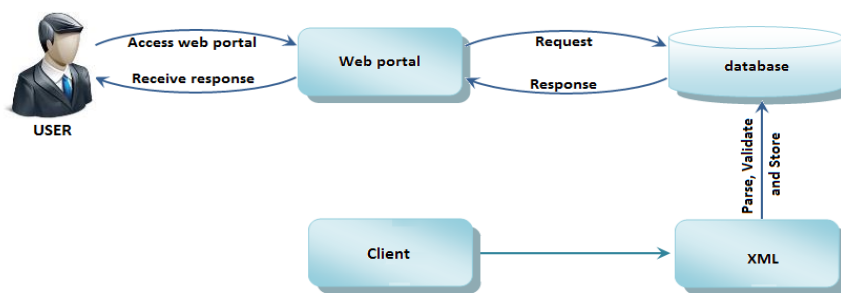 Access web portal
Receive response
USER
Web portal
Request
Response
database
Parse, Validate
and Store
Client
XML